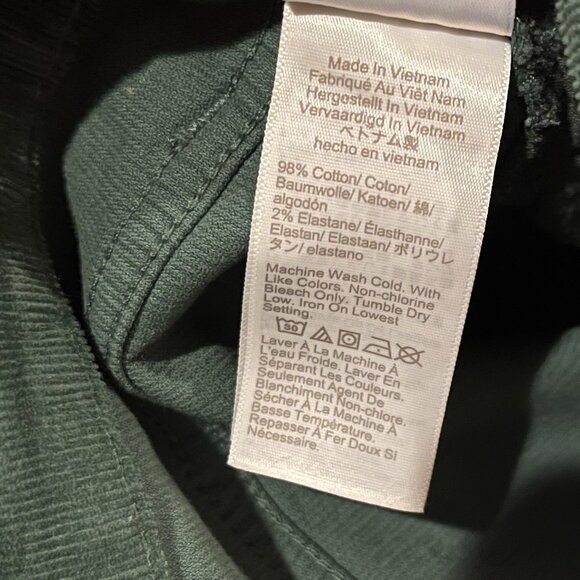 Made In Vietnam
Fabriqué Au Viêt Nam
Hergestellt In Vietnam
Vervaardigd In Vietnam
ベトナム製
hecho en vietnam
98% Cotton/ Coton/
Baumwolle/ Katoen/ 綿/
algodón
2% Elastane/ Élasthanne/
Elastan/ Elastaan/ ポリウレ
タン/ elastano
Machine Wash Cold. With
Like Colors. Non-chlorine
Bleach Only. Tumble Dry
Low. Iron On Lowest
Setting.
30
Laver À La Machine À
L'eau Froide. Laver En
Séparant Les Couleurs.
Seulement Agent De
Blanchiment Non-chlore.
Sécher À La Machine À
Basse Température.
Repasser À Fer Doux Si
Nécessaire.